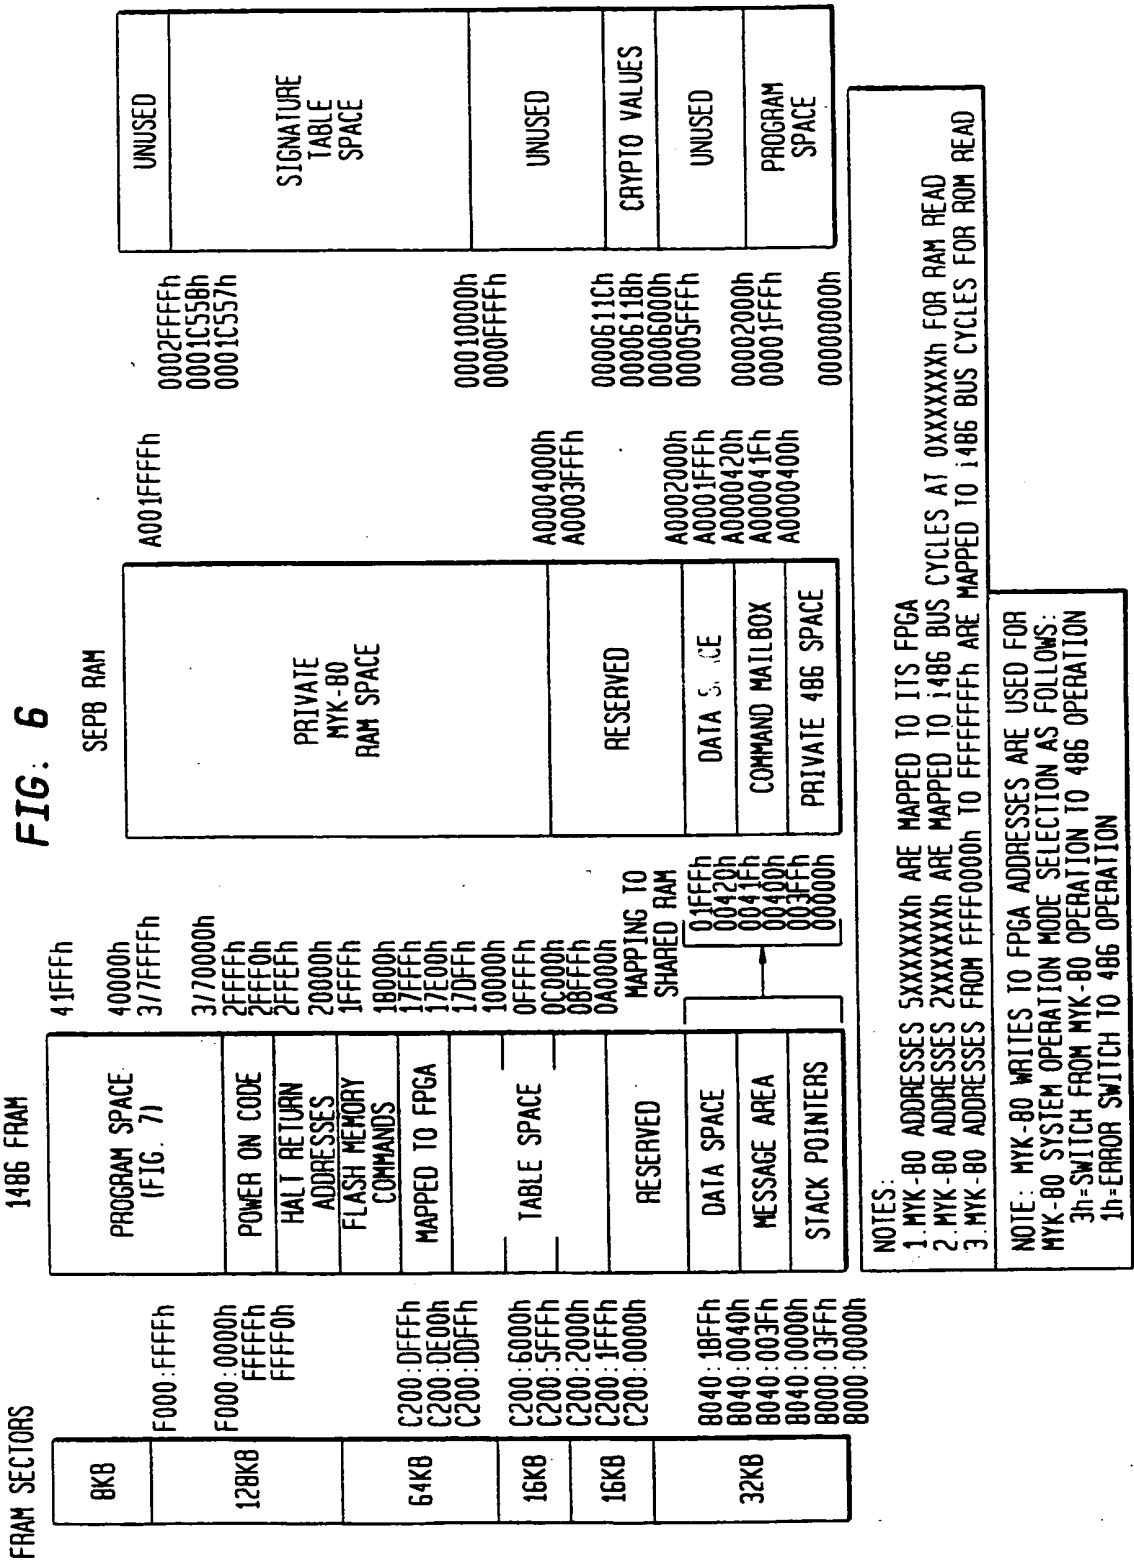 FIG. 6
FRAM SECTORS
8KB
128KB
64KB
16KB
16KB
32KB
F000:FFFFh
F000:0000h
FFFFFh
FFFF0h
C200:DFFFh
C200:DE00h
C200:DDFFh
C200:6000h
C200:5FFFh
C200:2000h
C200:1FFFh
C200:0000h
8040:1BFFh
8040:0040h
8040:003Fh
8040:0000h
8000:03FFh
8000:0000h
1486 FRAM
PROGRAM SPACE
(FIG. 7)
POWER ON CODE
HALT RETURN
ADDRESSES
FLASH MEMORY
COMMANDS
MAPPED TO FPGA
TABLE SPACE
RESERVED
DATA SPACE
MESSAGE AREA
STACK POINTERS
41FFFh
40000h
3/7FFFFh
3/70000h
2FFFFh
2FFF0h
2FFEFh
20000h
1FFFFh
1B000h
17FFFh
17E00h
17DFFh
10000h
0FFFFh
0C000h
0BFFFh
0A000h
MAPPING TO
SHARED RAM
01FFFh
00420h
0041Fh
00400h
003FFh
00000h
SEPB RAM
PRIVATE
MYK-80
RAM SPACE
RESERVED
DATA
COMMAND MAILBOX
PRIVATE 486 SPACE
A001FFFFh
A0004000h
A0003FFFh
A0002000h
A0001FFFh
A0000420h
A000041Fh
A0000400h
0002FFFFh
0001C558h
0001C557h
00010000h
0000FFFFh
0000611Ch
0000611Bh
00006000h
00005FFFh
00002000h
00001FFFh
00000000h
UNUSED
SIGNATURE
TABLE
SPACE
UNUSED
CRYPTO VALUES
UNUSED
PROGRAM
SPACE
NOTES:
1.MYK-80 ADDRESSES 5XXXXXXXh ARE MAPPED TO ITS FPGA
2.MYK-80 ADDRESSES 2XXXXXXh ARE MAPPED TO i486 BUS CYCLES AT 0XXXXXXXh FOR RAM READ
3.MYK-80 ADDRESSES FROM FFFF0000h TO FFFFFFFFh ARE MAPPED TO i486 BUS CYCLES FOR ROM READ
NOTE: MYK-80 WRITES TO FPGA ADDRESSES ARE USED FOR
MYK-80 SYSTEM OPERATION MODE SELECTION AS FOLLOWS:
3h=SWITCH FROM MYK-80 OPERATION TO 486 OPERATION
1h=ERROR SWITCH TO 486 OPERATION